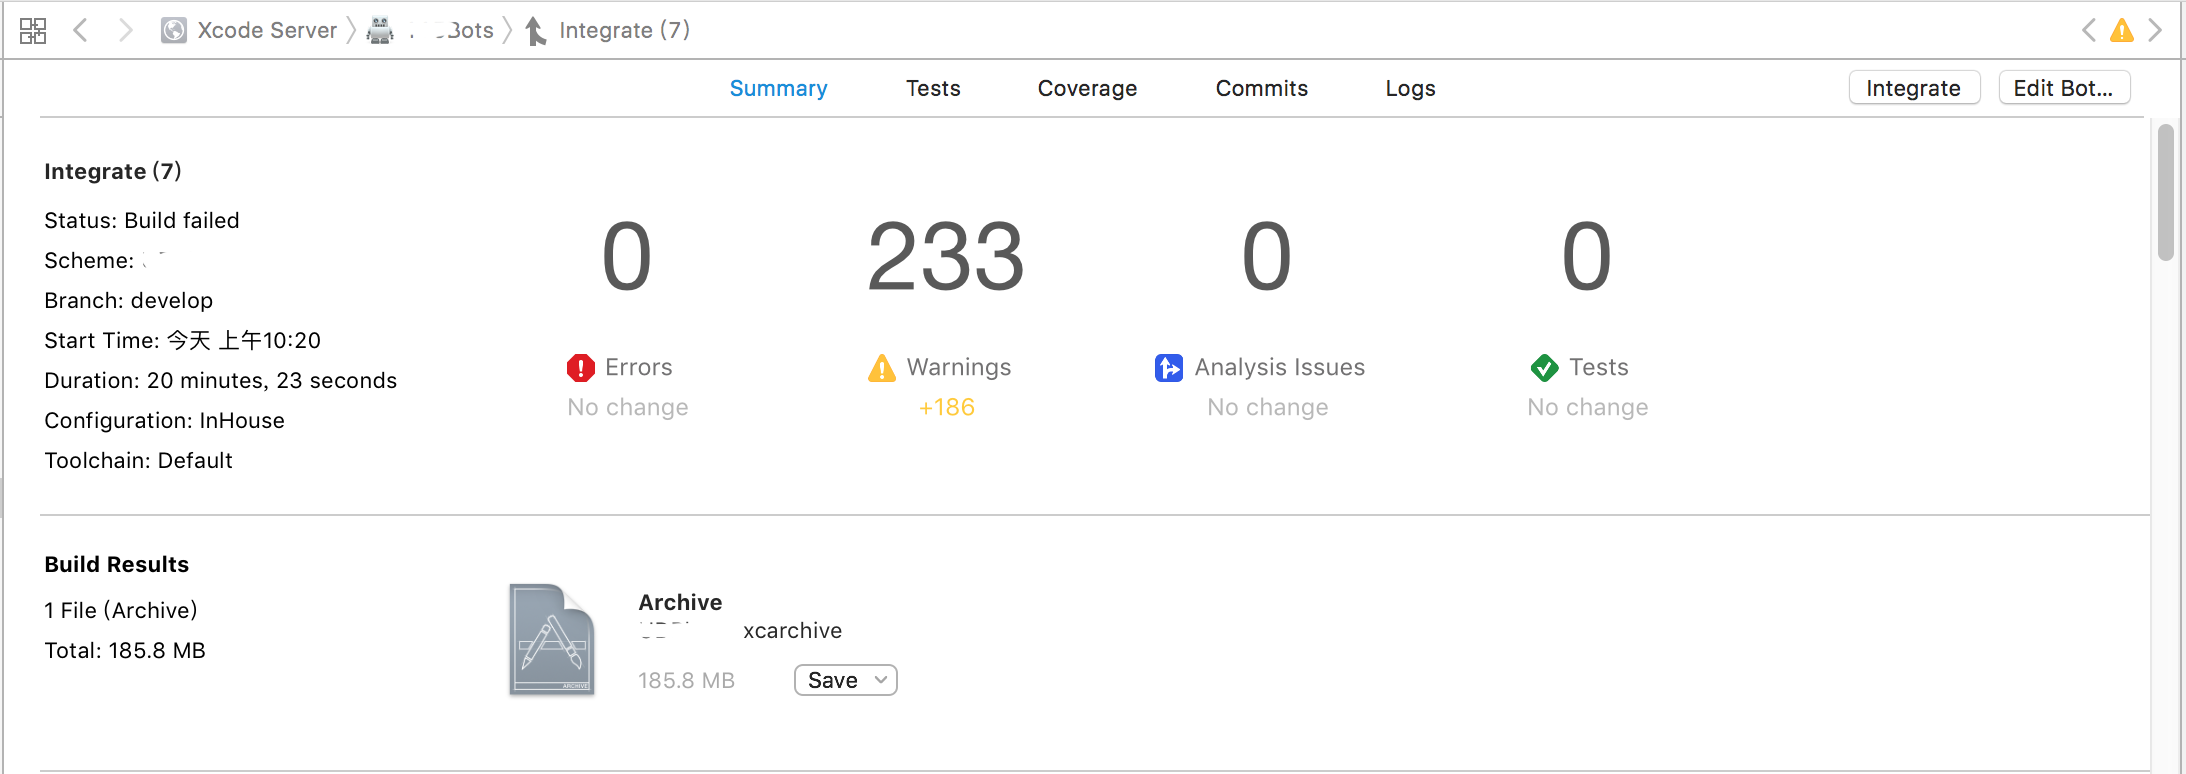 Xcode Server Bots Integrate (7)
Summary Tests Coverage Commits Logs Integrate Edit Bot...
Integrate (7)
Status: Build failed
Scheme:
Branch: develop
Start Time: 今天 上午10:20
Duration: 20 minutes, 23 seconds
Configuration: InHouse
Toolchain: Default
0 233 0 0
Errors Warnings Analysis Issues Tests
No change +186 No change No change
Build Results
1 File (Archive)
Total: 185.8 MB
ARCHIVE
Archive
xcarchive
185.8 MB Save